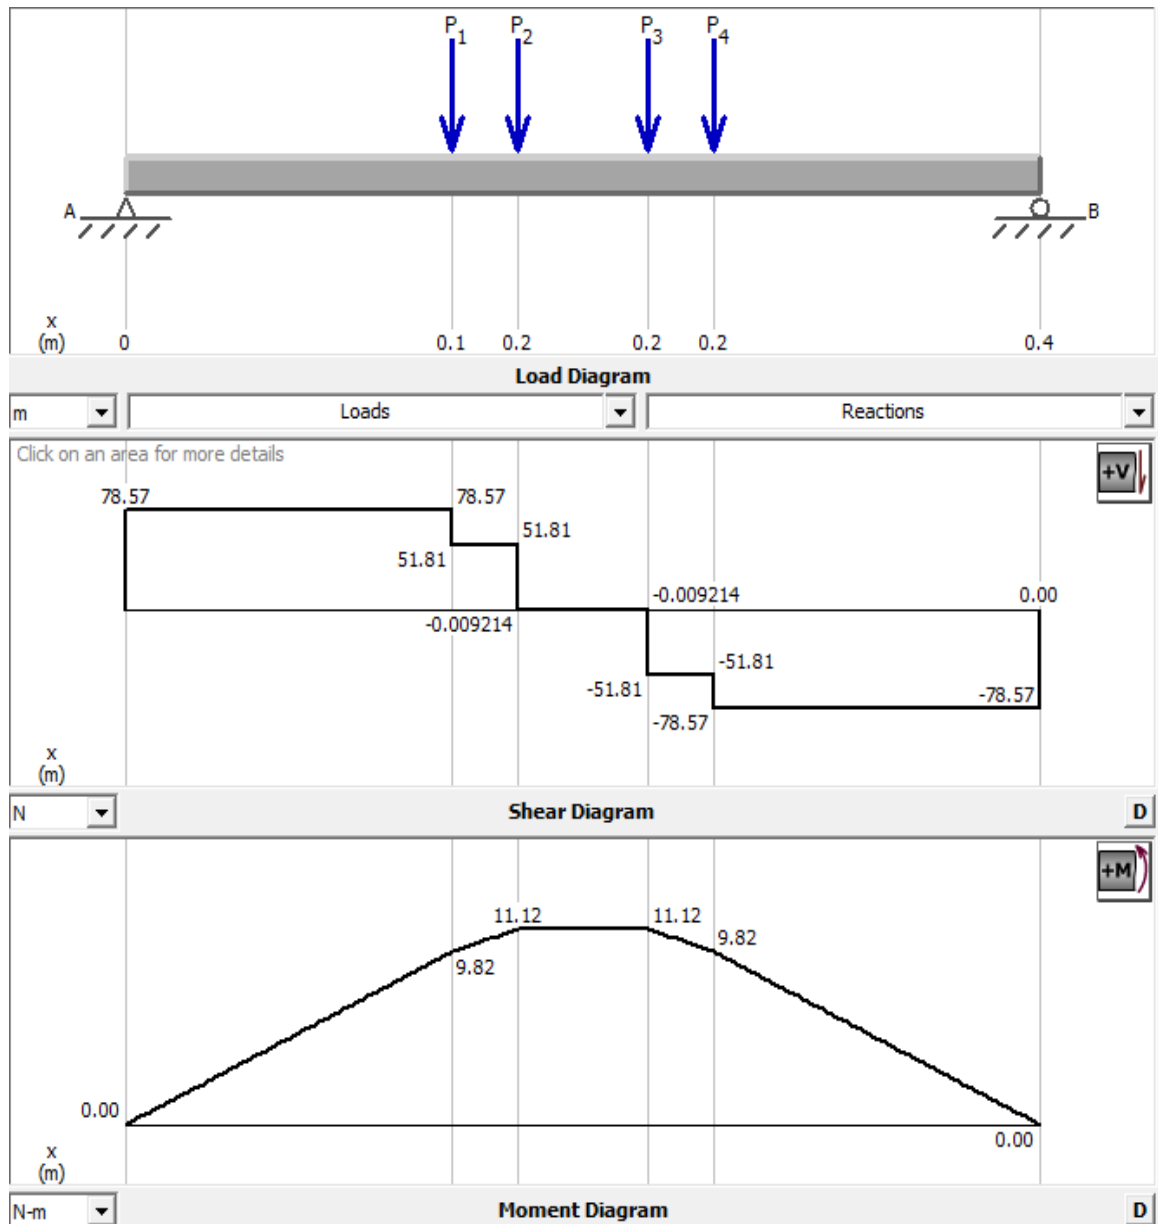 P1 P2 P3 P4
A B
x
(m) 0 0.1 0.2 0.2 0.2 0.4
Load Diagram
m Loads Reactions
Click on an area for more details
+V
78.57 78.57
51.81
51.81
-0.009214 0.00
-0.009214
-51.81
-51.81
-78.57
-78.57
x
(m)
N Shear Diagram D
+M
11.12 11.12
9.82
9.82
0.00
0.00
x
(m)
N-m Moment Diagram D